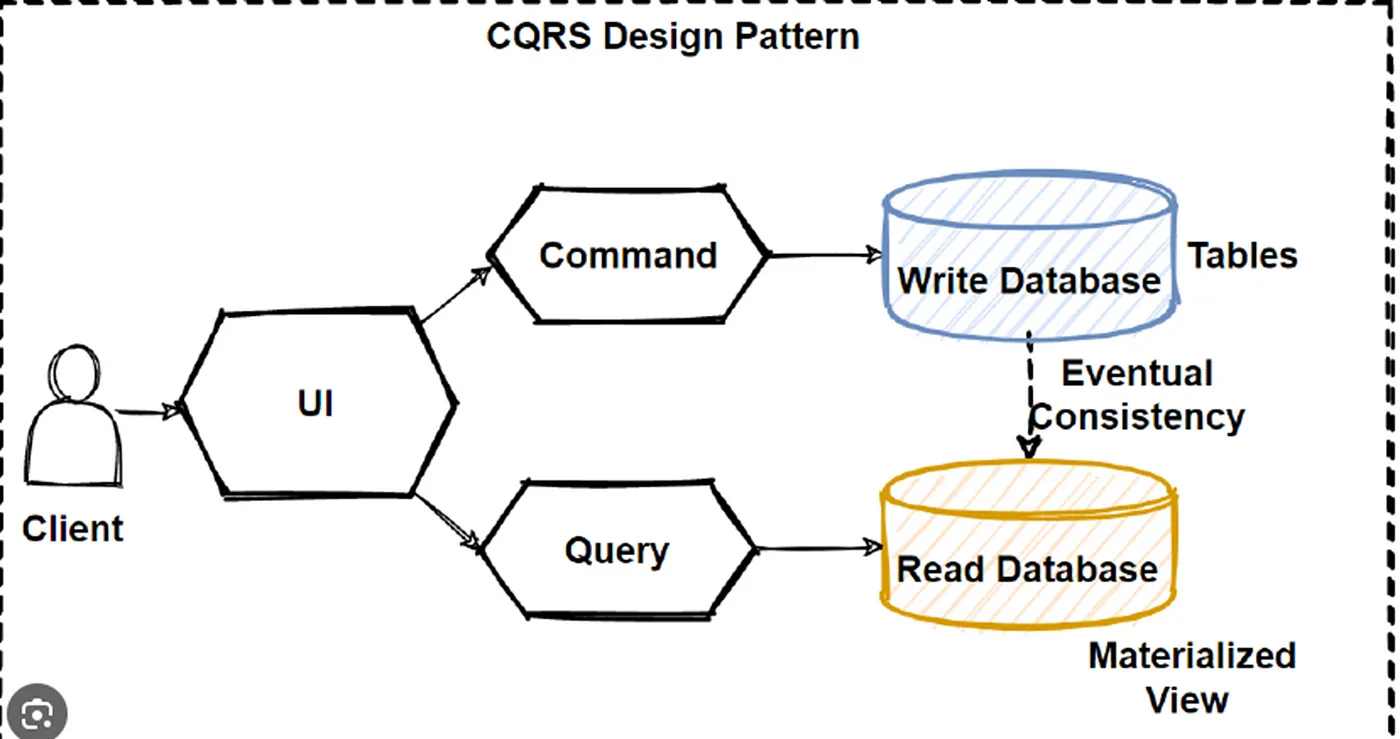 CQRS Design Pattern
Command
Write Database
Tables
UI
Eventual
Consistency
Client
Query
Read Database
Materialized
View